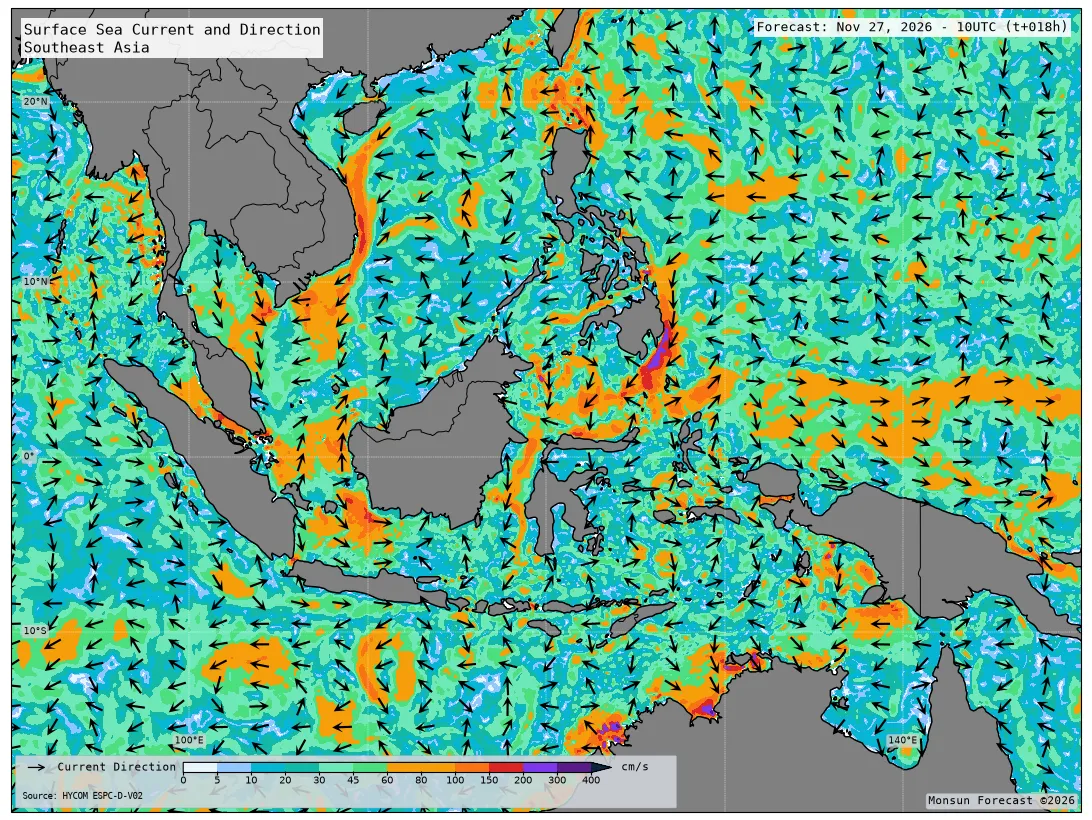 Surface Sea Current and Direction
Southeast Asia
Forecast: Nov 27, 2026 - 10UTC (t+018h)
20°N
10°N
0°
10°S
100°E
140°E
Current Direction
0 5 10 20 30 45 60 80 100 150 200 300 400
cm/s
Source: HYCOM ESPC-D-V02
Monsun Forecast ©2026